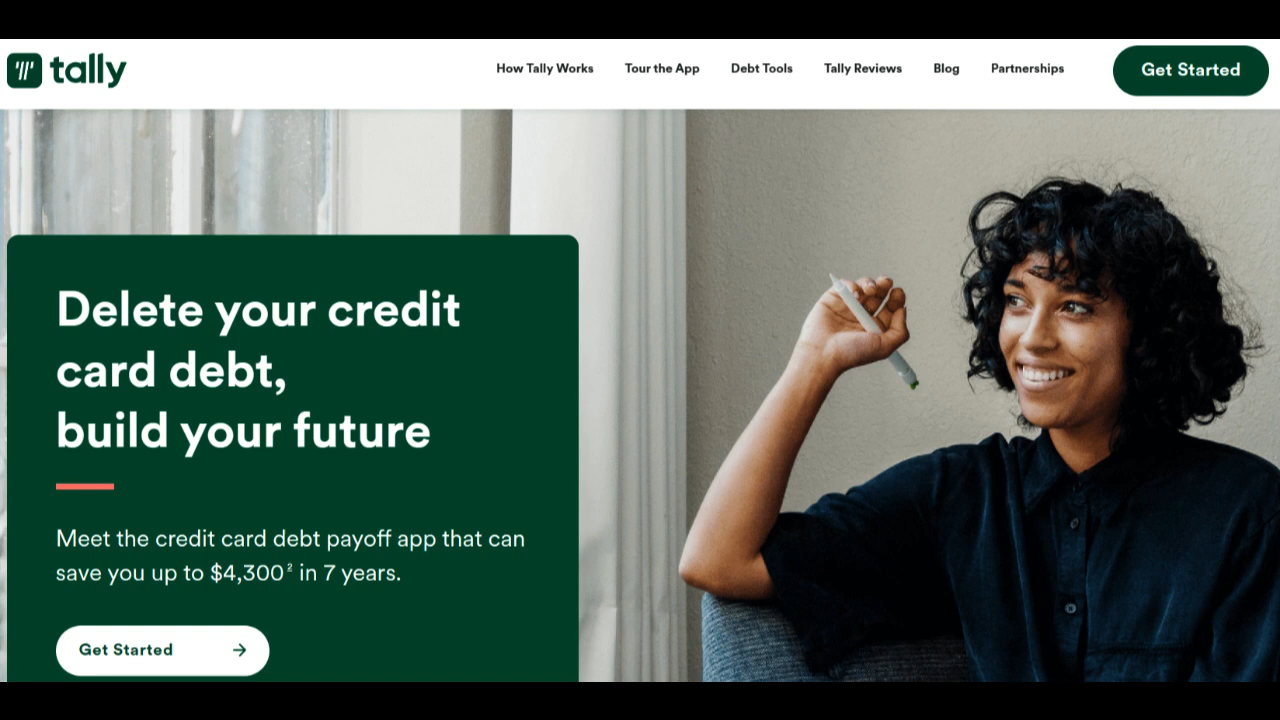 tally
How Tally Works Tour the App Debt Tools Tally Reviews Blog Partnerships Get Started
Delete your credit
card debt,
build your future
Meet the credit card debt payoff app that can
save you up to $4,300² in 7 years.
Get Started →